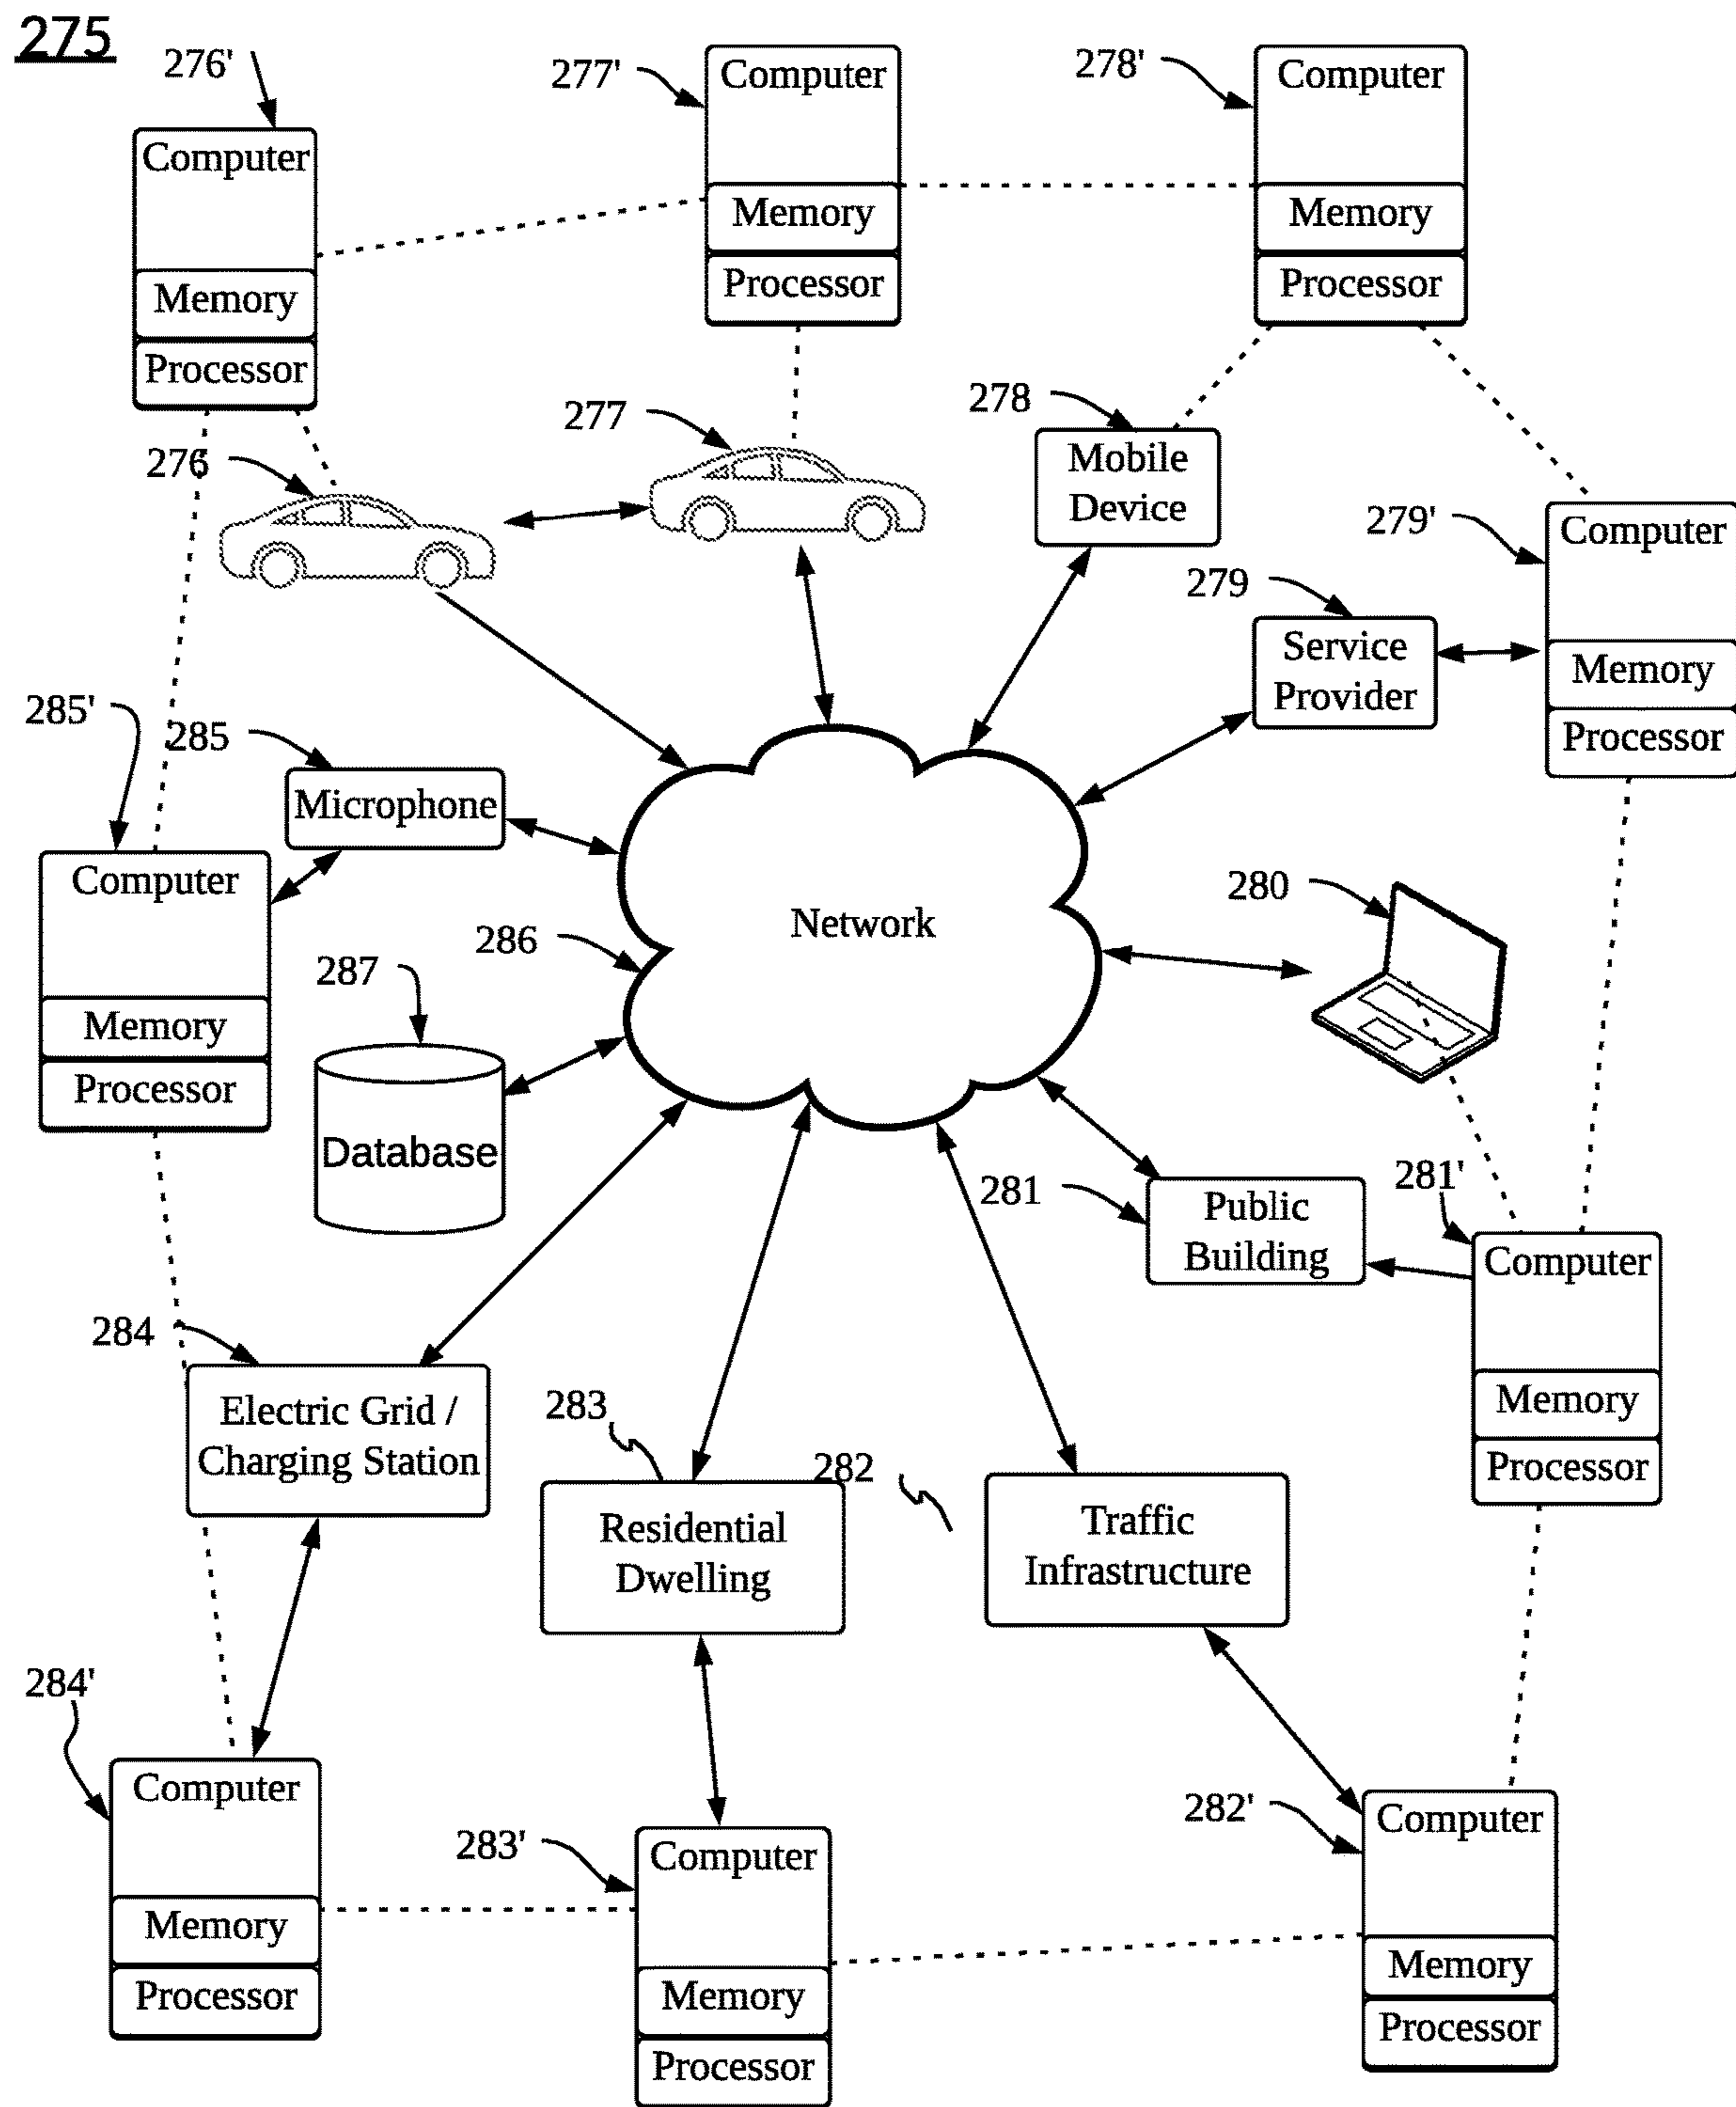 275
276'
277'
278'
Computer
Memory
Processor
Computer
Memory
Processor
Computer
Memory
Processor
276
277
278
Mobile
Device
279'
Computer
Memory
Processor
279
Service
Provider
285'
285
Microphone
Computer
Memory
Processor
Network
280
286
287
Database
281
Public
Building
281'
Computer
Memory
Processor
284
Electric Grid /
Charging Station
283
Residential
Dwelling
282
Traffic
Infrastructure
284'
Computer
Memory
Processor
283'
Computer
Memory
Processor
282'
Computer
Memory
Processor